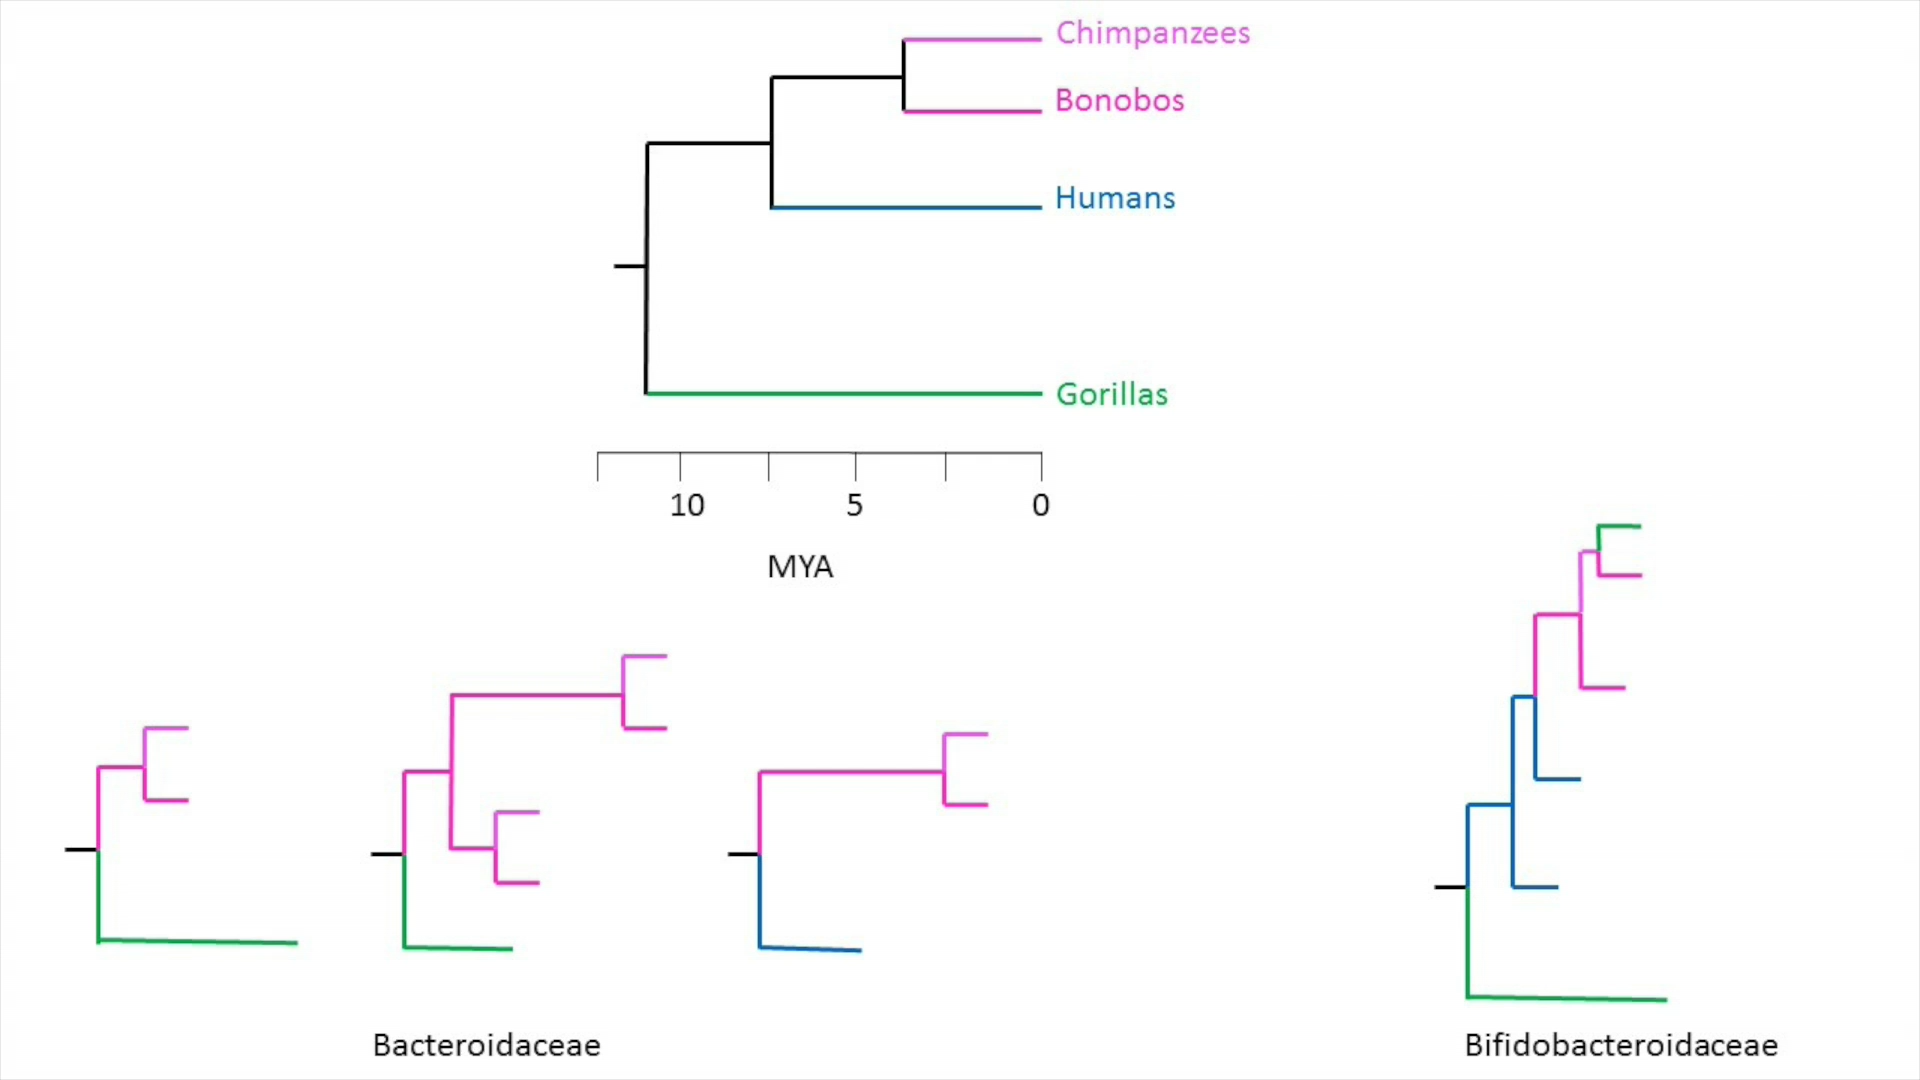 Chimpanzees
Bonobos
Humans
Gorillas
10 5 0
MYA
Bacteroidaceae
Bifidobacteroidaceae